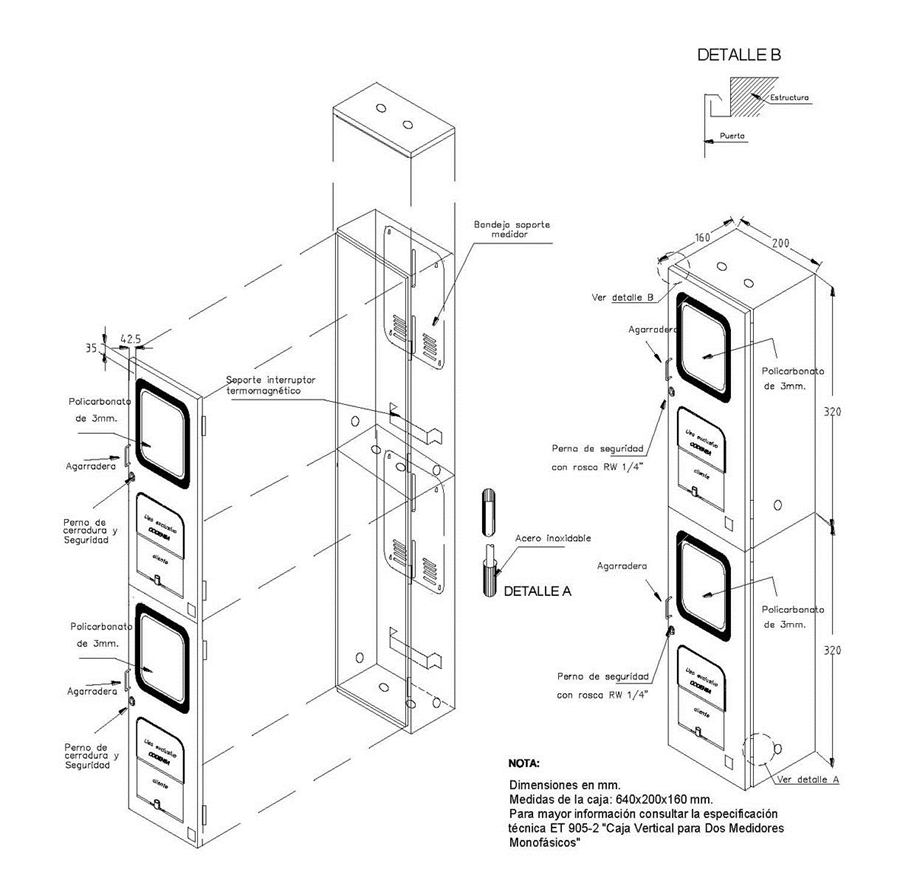 DETALLE B
Estructura
Puerta
Bandeja soporte
medidor
160
200
Ver detalle B
Agarradera
Policarbonato
de 3mm.
320
Perno de seguridad
con rosca RW 1/4"
Uso exclusivo
CODENSA
cliente
42.5
35
Soporte interruptor
termomagnético
Policarbonato
de 3mm.
Agarradera
Perno de
cerradura y
Seguridad
Uso exclusivo
CODENSA
cliente
Acero inoxidable
DETALLE A
Agarradera
Policarbonato
de 3mm.
320
Perno de seguridad
con rosca RW 1/4"
Uso exclusivo
CODENSA
cliente
Policarbonato
de 3mm.
Agarradera
Perno de
cerradura y
Seguridad
Uso exclusivo
CODENSA
cliente
Ver detalle A
NOTA:
Dimensiones en mm.
Medidas de la caja: 640x200x160 mm.
Para mayor información consultar la especificación
técnica ET 905-2 "Caja Vertical para Dos Medidores
Monofásicos"